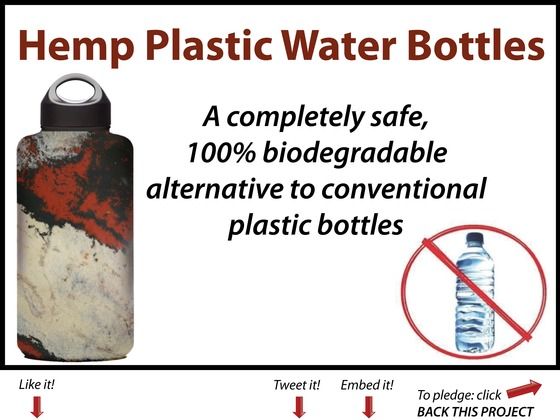 Hemp Plastic Water Bottles
A completely safe,
100% biodegradable
alternative to conventional
plastic bottles
Like it!
Tweet it!
Embed it!
To pledge: click
BACK THIS PROJECT